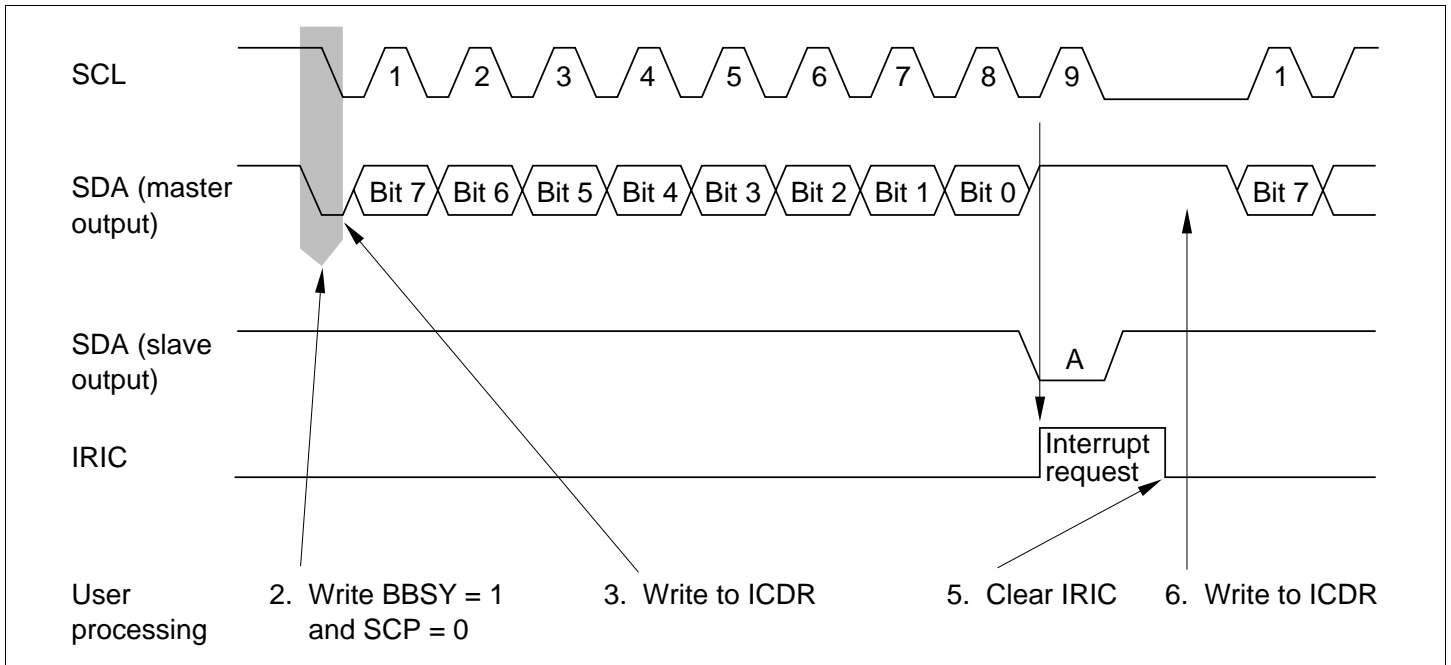 SCL
1 2 3 4 5 6 7 8 9 1
SDA (master
output)
Bit 7 Bit 6 Bit 5 Bit 4 Bit 3 Bit 2 Bit 1 Bit 0 Bit 7
SDA (slave
output)
A
IRIC
Interrupt
request
User
processing
2. Write BBSY = 1
and SCP = 0
3. Write to ICDR
5. Clear IRIC
6. Write to ICDR